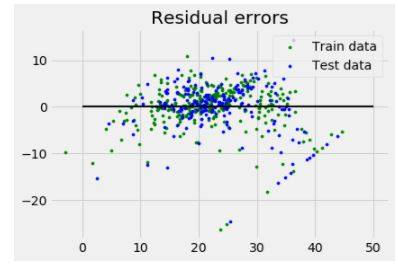 Residual errors
Train data
Test data
10
0
−10
−20
0 10 20 30 40 50